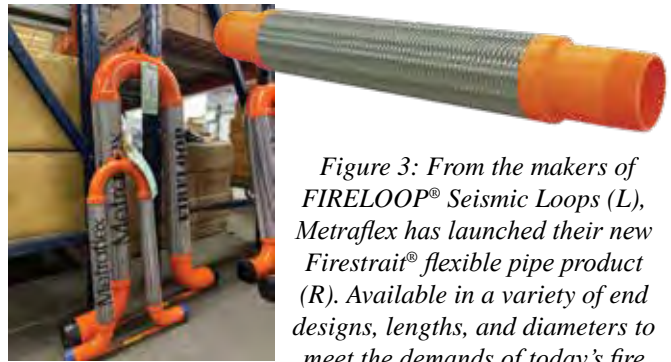 Metraflex
Metraflex
FIRELOOP
Figure 3: From the makers of
FIRELOOP® Seismic Loops (L),
Metraflex has launched their new
Firestrait® flexible pipe product
(R). Available in a variety of end
designs, lengths, and diameters to
meet the demands of today's fire